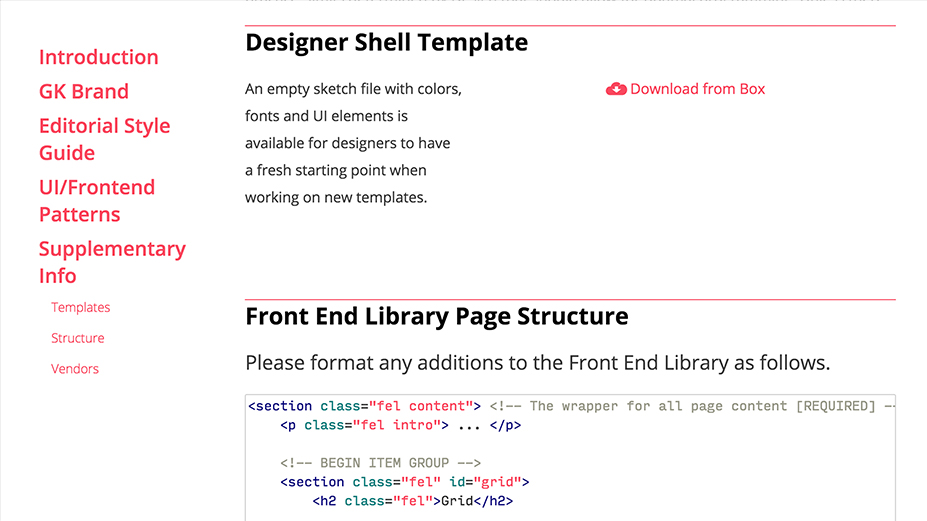 Introduction
GK Brand
Editorial Style
Guide
UI/Frontend
Patterns
Supplementary
Info
Templates
Structure
Vendors
Designer Shell Template
An empty sketch file with colors,
fonts and UI elements is
available for designers to have
a fresh starting point when
working on new templates.
Download from Box
Front End Library Page Structure
Please format any additions to the Front End Library as follows.
<section class="fel content"> <!-- The wrapper for all page content [REQUIRED] --
<p class="fel intro"> ... </p>
<!-- BEGIN ITEM GROUP -->
<section class="fel" id="grid">
<h2 class="fel">Grid</h2>